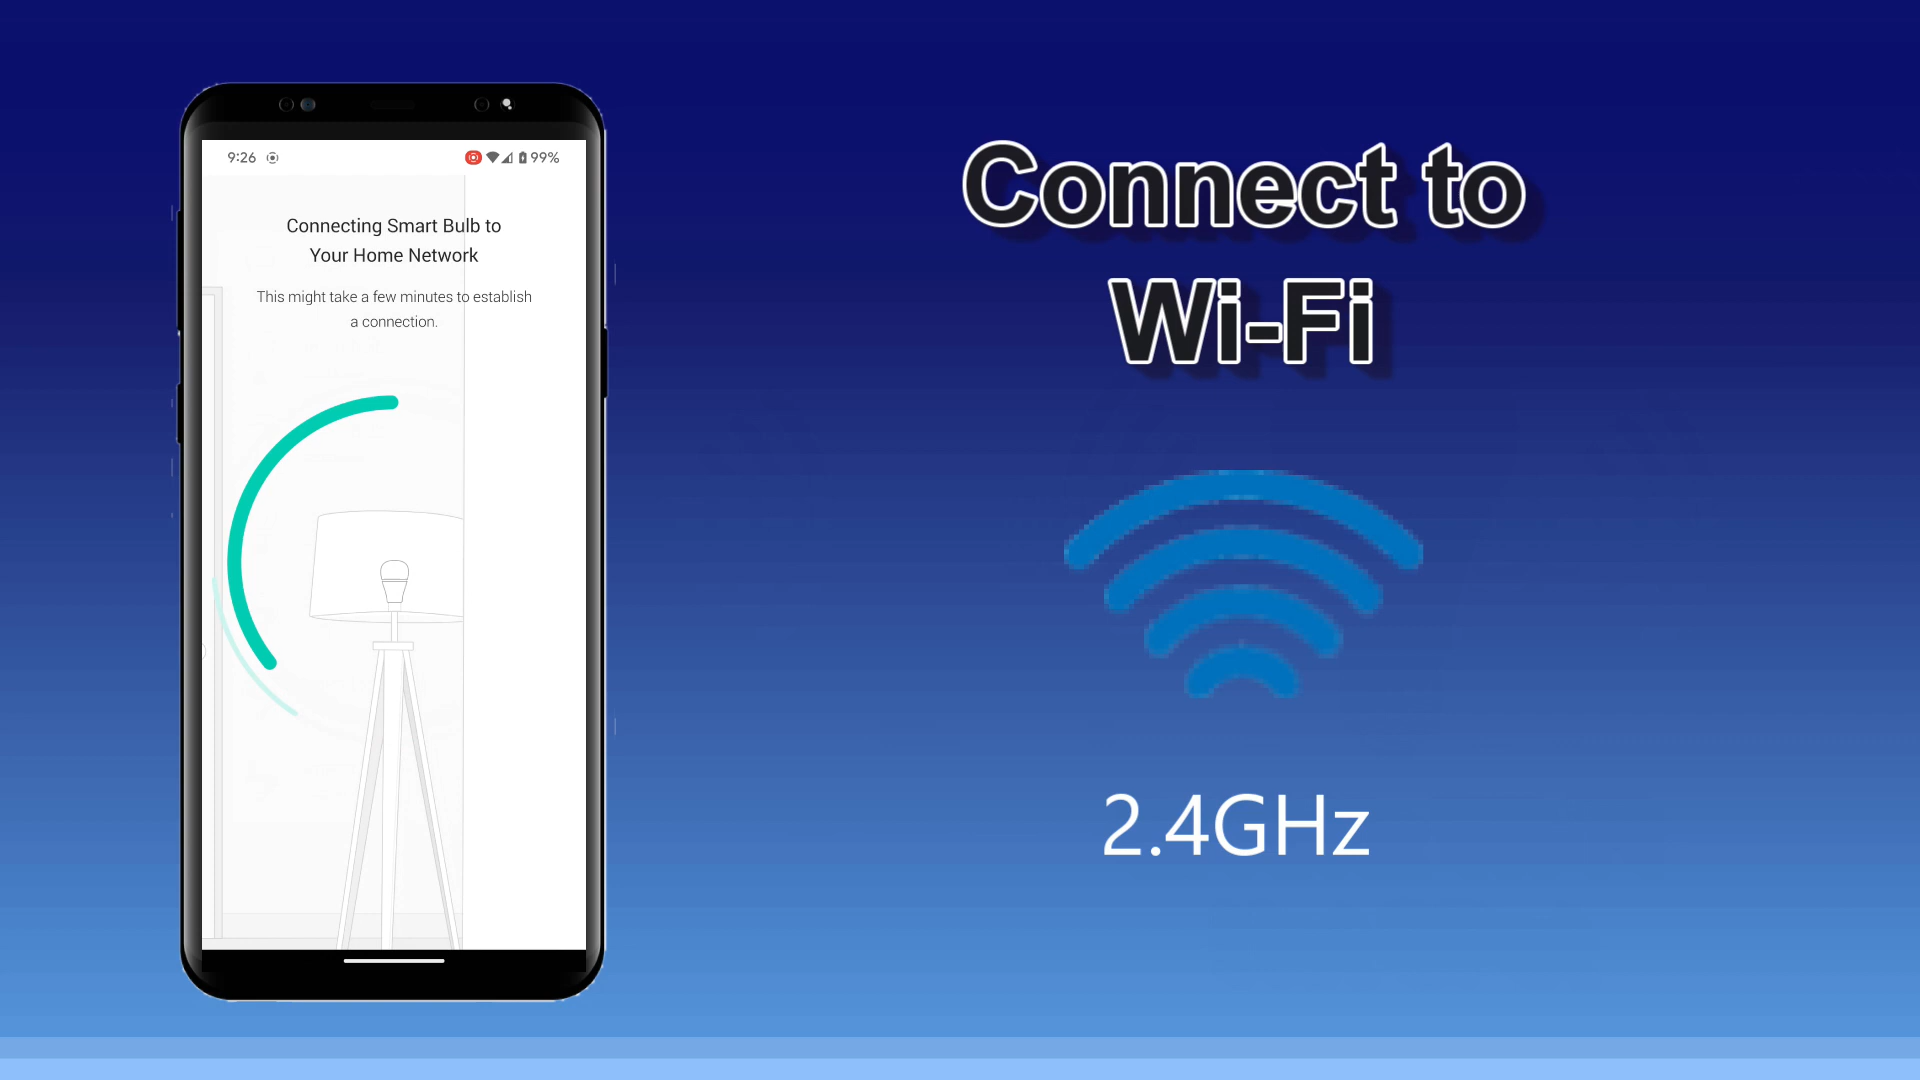 9:26
99%
Connecting Smart Bulb to
Your Home Network
This might take a few minutes to establish
a connection.
Connect to
Wi-Fi
2.4GHz